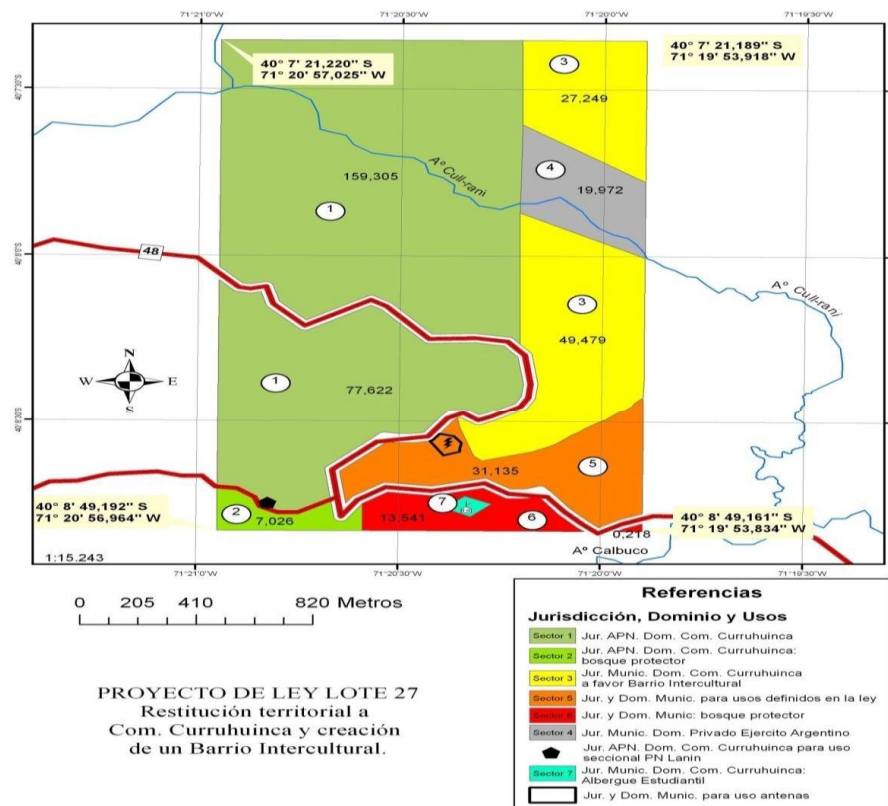 71°21'0"W
71°20'30"W
71°20'0"W
71°19'30"W
40° 7' 21,220" S
71° 20' 57,025" W
40° 7' 21,189" S
71° 19' 53,918" W
3
27,249
40°7'30"S
A° Cull-rani
4
159,305
19,972
1
48
40°8'0"S
A° Cull-rani
3
49,479
N
W
E
S
1
77,622
40°8'30"S
31,135
5
40° 8' 49,192" S
71° 20' 56,964" W
2
7,026
7
13,541
6
0,218
40° 8' 49,161" S
71° 19' 53,834" W
A° Calbuco
1:15.243
71°21'0"W
71°20'30"W
71°20'0"W
71°19'30"W
0 205 410 820 Metros
PROYECTO DE LEY LOTE 27
Restitución territorial a
Com. Curruhuinca y creación
de un Barrio Intercultural.
Referencias
Jurisdicción, Dominio y Usos
Sector 1 Jur. APN. Dom. Com. Curruhuinca
Sector 2 Jur. APN. Dom. Com. Curruhuinca:
bosque protector
Sector 3 Jur. Munic. Dom. Com. Curruhuinca
a favor Barrio Intercultural
Sector 5 Jur. y Dom. Munic. para usos definidos en la ley
Sector 6 Jur. y Dom. Munic: bosque protector
Sector 4 Jur. Munic. Dom. Privado Ejercito Argentino
Jur. APN. Dom. Com. Curruhuinca para uso
seccional PN Lanin
Sector 7 Jur. Munic. Dom. Com. Curruhuinca:
Albergue Estudiantil
Jur. y Dom. Munic. para uso antenas